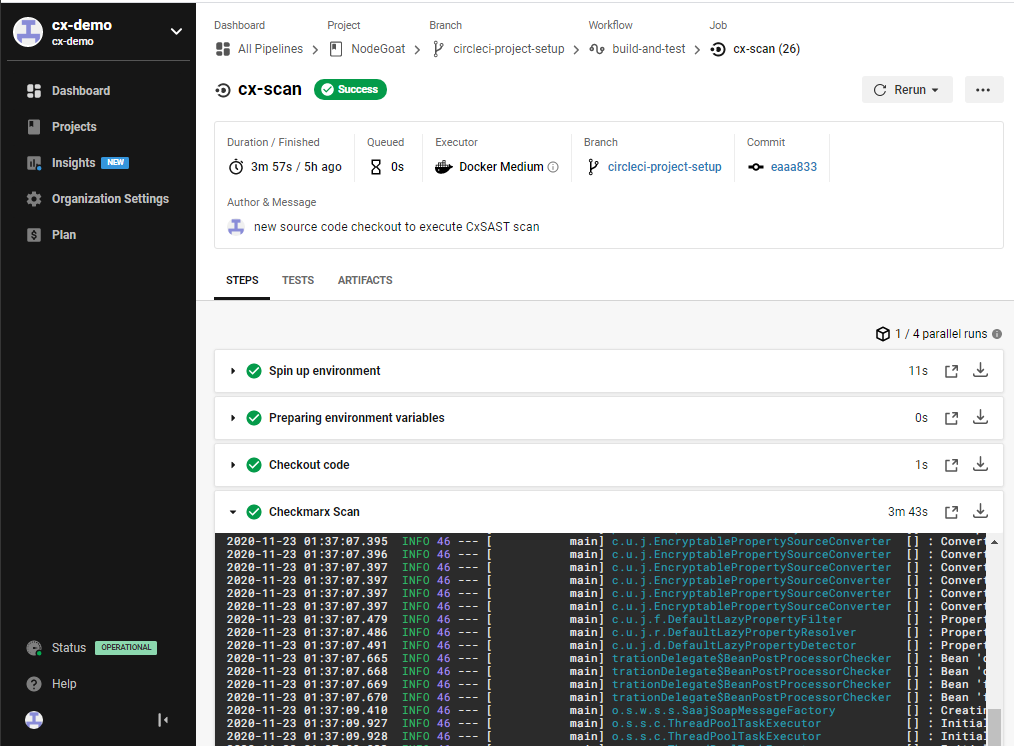 cx-demo
cx-demo
Dashboard
Projects
Insights NEW
Organization Settings
Plan
Status OPERATIONAL
Help
Dashboard Project Branch Workflow Job
All Pipelines NodeGoat circleci-project-setup build-and-test cx-scan (26)
cx-scan Success Rerun
Duration / Finished Queued Executor Branch Commit
3m 57s / 5h ago 0s Docker Medium circleci-project-setup eaaa833
Author & Message
new source code checkout to execute CxSAST scan
STEPS TESTS ARTIFACTS
1 / 4 parallel runs
Spin up environment 11s
Preparing environment variables 0s
Checkout code 1s
Checkmarx Scan 3m 43s
2020-11-23 01:37:07.395 INFO 46 --- [ main] c.u.j.EncryptablePropertySourceConverter [] : Convert
2020-11-23 01:37:07.396 INFO 46 --- [ main] c.u.j.EncryptablePropertySourceConverter [] : Convert
2020-11-23 01:37:07.397 INFO 46 --- [ main] c.u.j.EncryptablePropertySourceConverter [] : Convert
2020-11-23 01:37:07.397 INFO 46 --- [ main] c.u.j.EncryptablePropertySourceConverter [] : Convert
2020-11-23 01:37:07.397 INFO 46 --- [ main] c.u.j.EncryptablePropertySourceConverter [] : Convert
2020-11-23 01:37:07.397 INFO 46 --- [ main] c.u.j.EncryptablePropertySourceConverter [] : Convert
2020-11-23 01:37:07.479 INFO 46 --- [ main] c.u.j.f.DefaultLazyPropertyFilter [] : Propert
2020-11-23 01:37:07.486 INFO 46 --- [ main] c.u.j.r.DefaultLazyPropertyResolver [] : Propert
2020-11-23 01:37:07.491 INFO 46 --- [ main] c.u.j.d.DefaultLazyPropertyDetector [] : Propert
2020-11-23 01:37:07.665 INFO 46 --- [ main] trationDelegate$BeanPostProcessorChecker [] : Bean
2020-11-23 01:37:07.668 INFO 46 --- [ main] trationDelegate$BeanPostProcessorChecker [] : Bean
2020-11-23 01:37:07.669 INFO 46 --- [ main] trationDelegate$BeanPostProcessorChecker [] : Bean
2020-11-23 01:37:07.670 INFO 46 --- [ main] trationDelegate$BeanPostProcessorChecker [] : Bean
2020-11-23 01:37:09.410 INFO 46 --- [ main] o.s.w.s.s.SaajSoapMessageFactory [] : Creatin
2020-11-23 01:37:09.927 INFO 46 --- [ main] o.s.s.c.ThreadPoolTaskExecutor [] : Initial
2020-11-23 01:37:09.928 INFO 46 --- [ main] o.s.s.c.ThreadPoolTaskExecutor [] : Initial